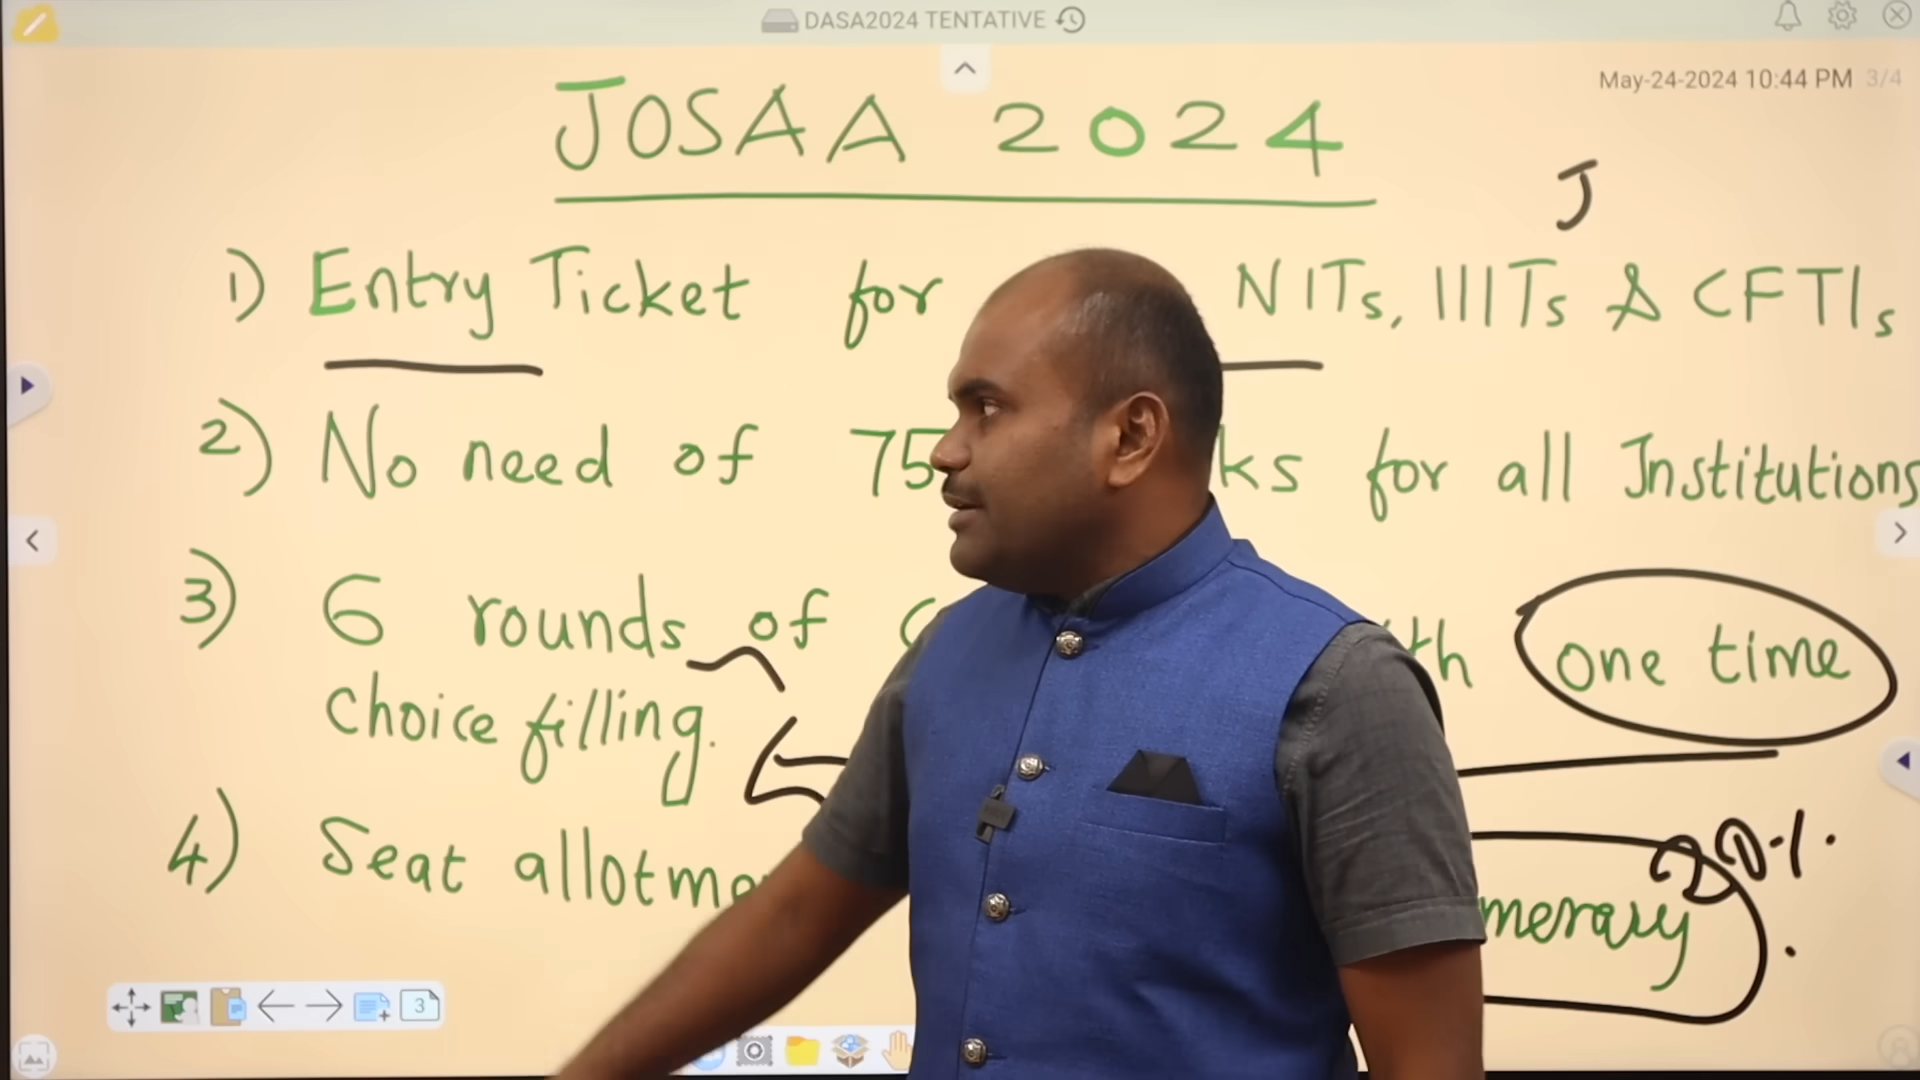 DASA2024 TENTATIVE
May-24-2024 10:44 PM 3/4
JOSAA 2024
J
1) Entry Ticket for NITs, IIITs & CFTIs
2) No need of 75 ks for all Institutions
3) 6 rounds of C th one time
choice filling.
4) Seat allotme merary
20%
3